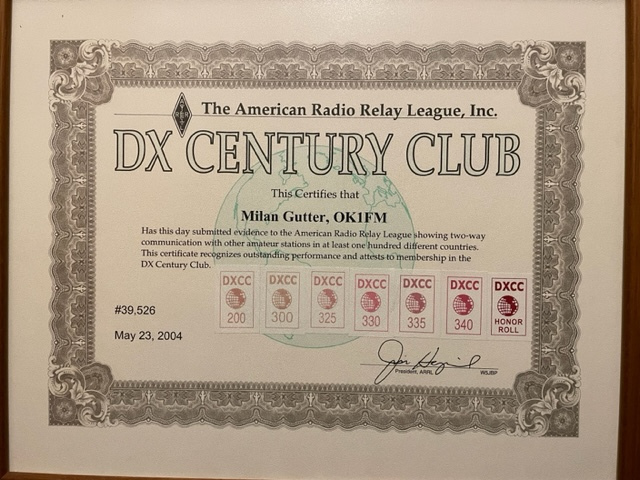 The American Radio Relay League, Inc.
DX CENTURY CLUB
This Certifies that
Milan Gutter, OK1FM
Has this day submitted evidence to the American Radio Relay League showing two-way
communication with other amateur stations in at least one hundred different countries.
This certificate recognizes outstanding performance and attests to membership in the
DX Century Club.
DXCC 200
DXCC 300
DXCC 325
DXCC 330
DXCC 335
DXCC 340
DXCC HONOR ROLL
#39,526
May 23, 2004
President, ARRL W5JBP